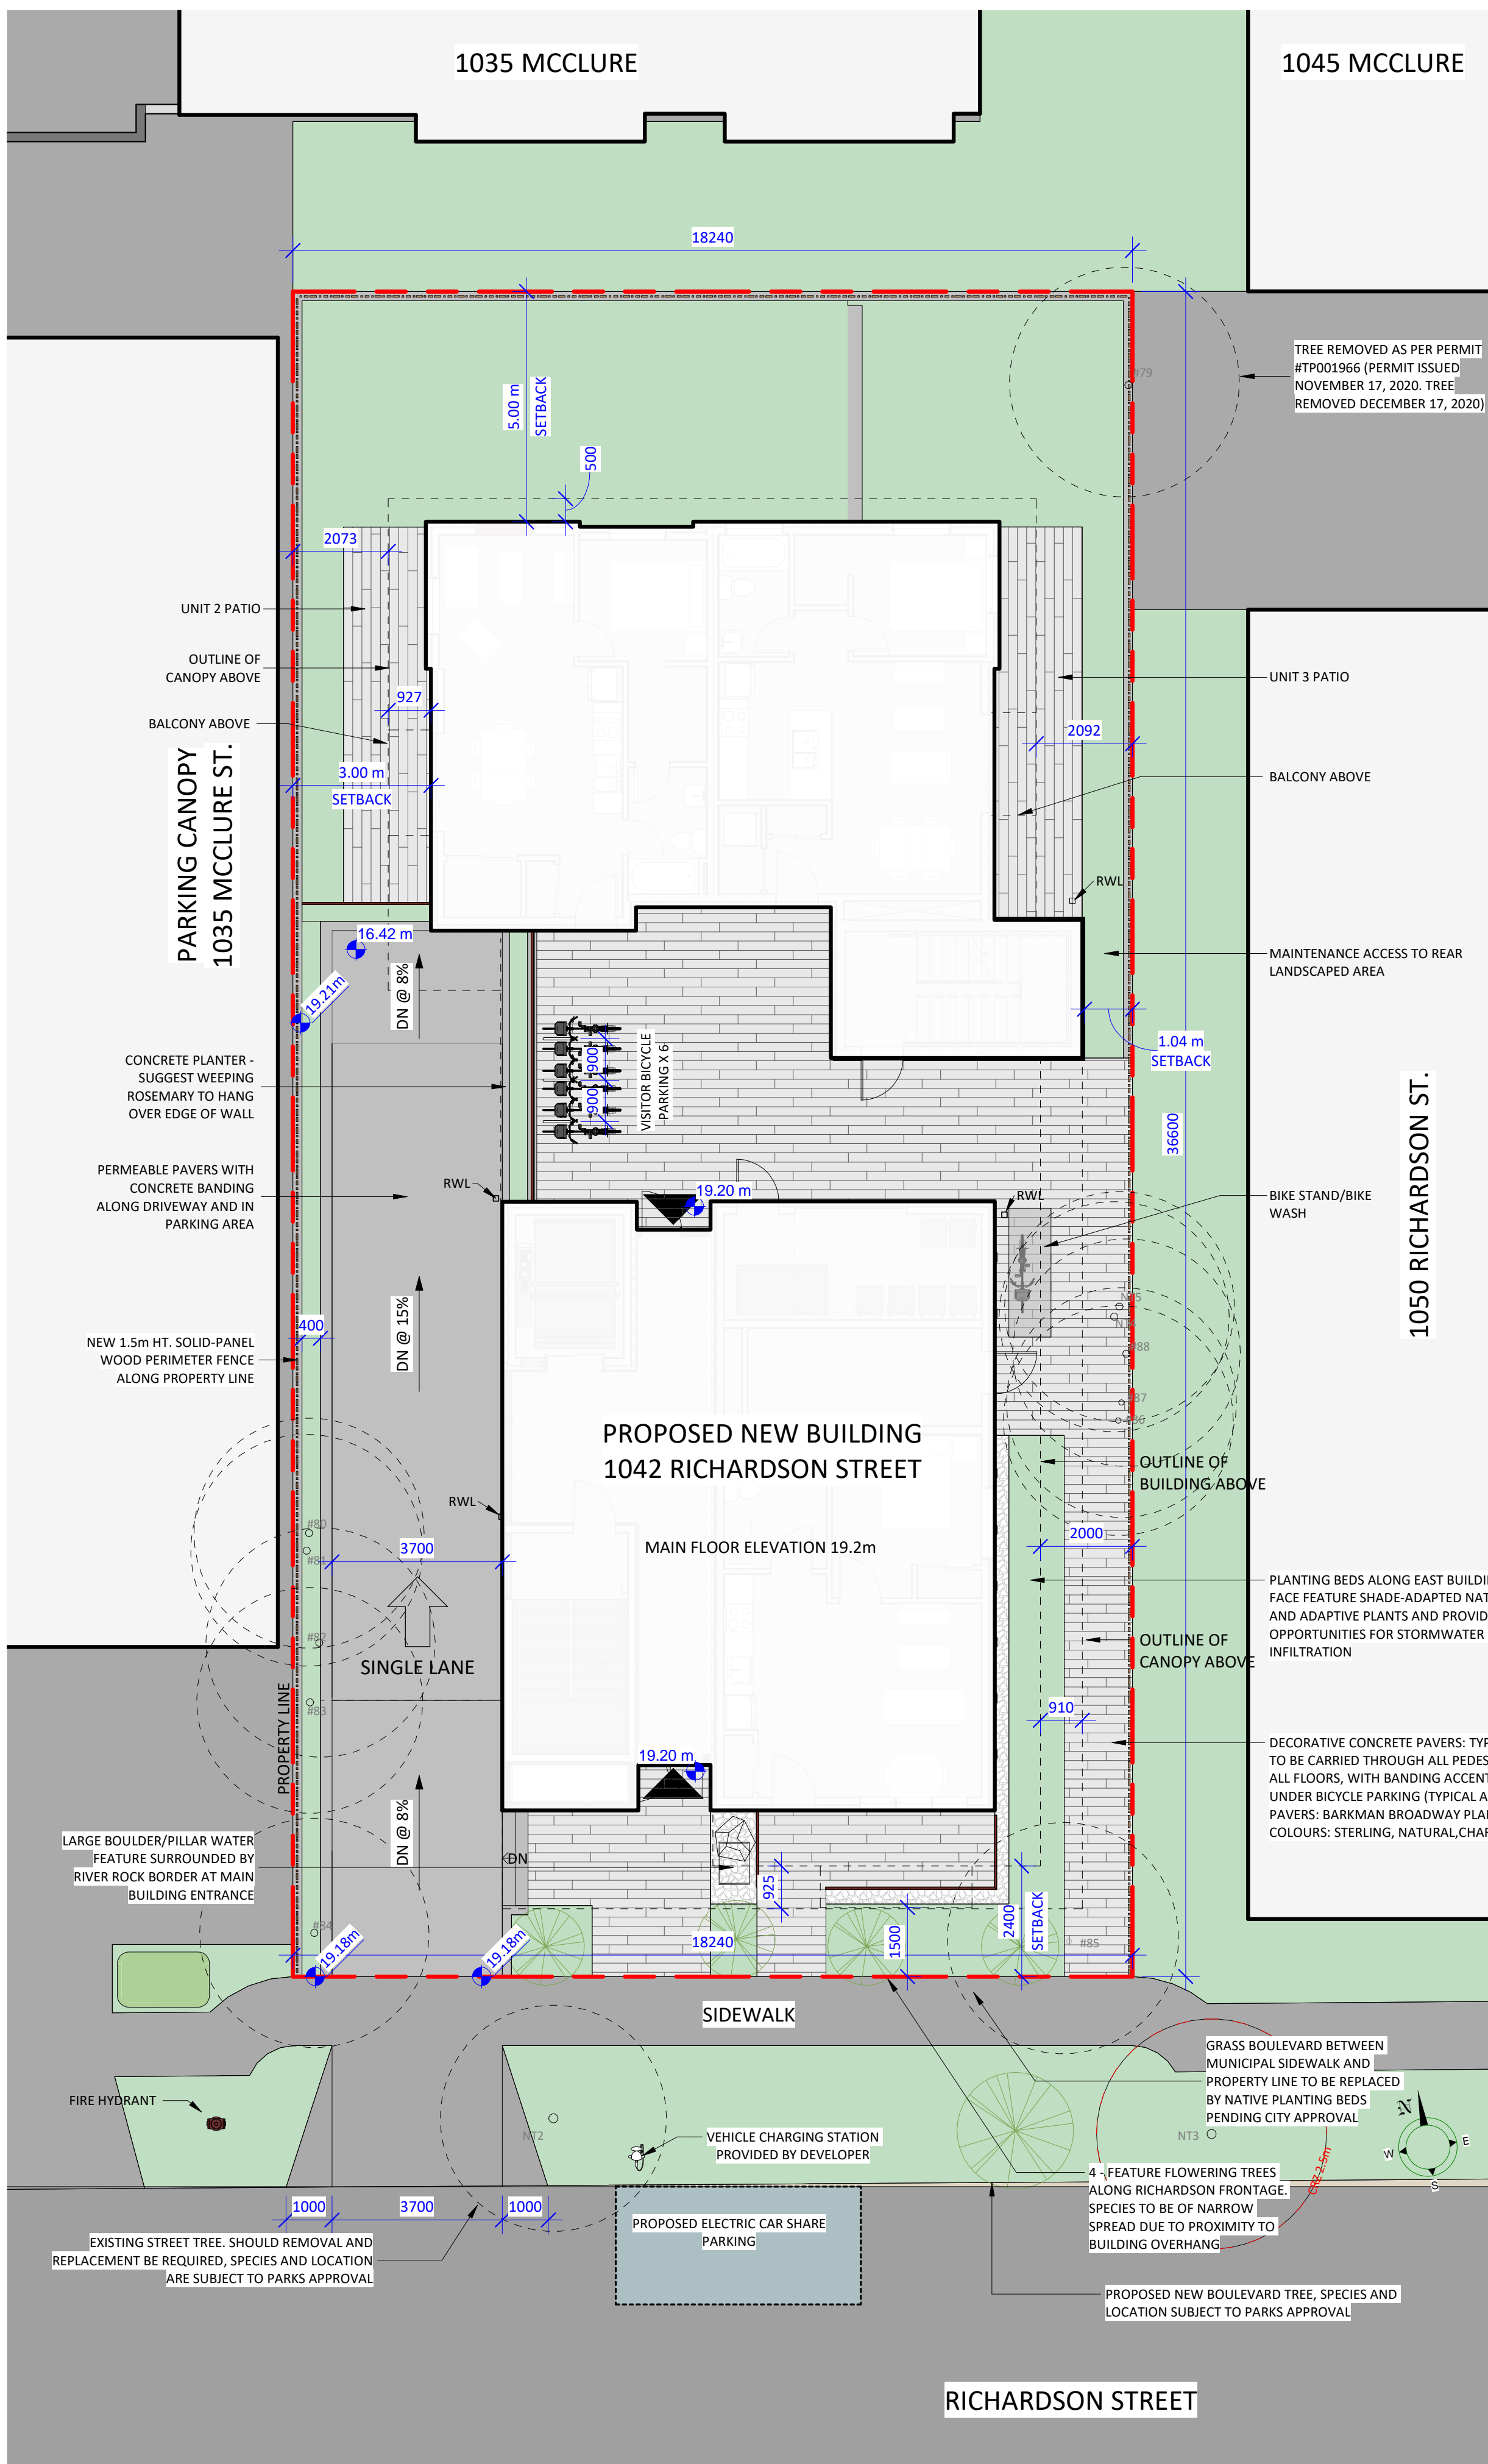 1035 MCCLURE
1045 MCCLURE
18240
TREE REMOVED AS PER PERMIT
#TP001966 (PERMIT ISSUED
NOVEMBER 17, 2020. TREE
REMOVED DECEMBER 17, 2020)
#79
5.00 m
SETBACK
500
2073
UNIT 2 PATIO
OUTLINE OF
CANOPY ABOVE
927
BALCONY ABOVE
3.00 m
SETBACK
PARKING CANOPY
1035 MCCLURE ST.
UNIT 3 PATIO
2092
BALCONY ABOVE
RWL
MAINTENANCE ACCESS TO REAR
LANDSCAPED AREA
1.04 m
SETBACK
16.42 m
DN @ 8%
19.21m
CONCRETE PLANTER -
SUGGEST WEEPING
ROSEMARY TO HANG
OVER EDGE OF WALL
900
900
VISITOR BICYCLE
PARKING X 6
36600
1050 RICHARDSON ST.
PERMEABLE PAVERS WITH
CONCRETE BANDING
ALONG DRIVEWAY AND IN
PARKING AREA
RWL
19.20 m
RWL
BIKE STAND/BIKE
WASH
DN @ 15%
400
NEW 1.5m HT. SOLID-PANEL
WOOD PERIMETER FENCE
ALONG PROPERTY LINE
#88
#87
#86
PROPOSED NEW BUILDING
1042 RICHARDSON STREET
OUTLINE OF
BUILDING ABOVE
RWL
#80
#81
3700
MAIN FLOOR ELEVATION 19.2m
2000
PLANTING BEDS ALONG EAST
FACE FEATURE SHADE-ADAPTED
AND ADAPTIVE PLANTS AND
OPPORTUNITIES FOR STORMWATER
INFILTRATION
#82
SINGLE LANE
OUTLINE OF
CANOPY ABOVE
#83
PROPERTY LINE
910
DECORATIVE CONCRETE PAVERS:
TO BE CARRIED THROUGH ALL
ALL FLOORS, WITH BANDING
UNDER BICYCLE PARKING (TYPICAL
PAVERS: BARKMAN BROADWAY
COLOURS: STERLING, NATURAL,
19.20 m
DN @ 8%
LARGE BOULDER/PILLAR WATER
FEATURE SURROUNDED BY
RIVER ROCK BORDER AT MAIN
BUILDING ENTRANCE
DN
925
2400
SETBACK
1500
#84
19.18m
19.18m
18240
#85
SIDEWALK
GRASS BOULEVARD BETWEEN
MUNICIPAL SIDEWALK AND
PROPERTY LINE TO BE REPLACED
BY NATIVE PLANTING BEDS
PENDING CITY APPROVAL
FIRE HYDRANT
NT2
VEHICLE CHARGING STATION
PROVIDED BY DEVELOPER
NT3
N
W
E
S
CRZ 2.5m
4 - FEATURE FLOWERING TREES
ALONG RICHARDSON FRONTAGE.
SPECIES TO BE OF NARROW
SPREAD DUE TO PROXIMITY TO
BUILDING OVERHANG
1000
3700
1000
PROPOSED ELECTRIC CAR SHARE
PARKING
EXISTING STREET TREE. SHOULD REMOVAL AND
REPLACEMENT BE REQUIRED, SPECIES AND LOCATION
ARE SUBJECT TO PARKS APPROVAL
PROPOSED NEW BOULEVARD TREE, SPECIES AND
LOCATION SUBJECT TO PARKS APPROVAL
RICHARDSON STREET